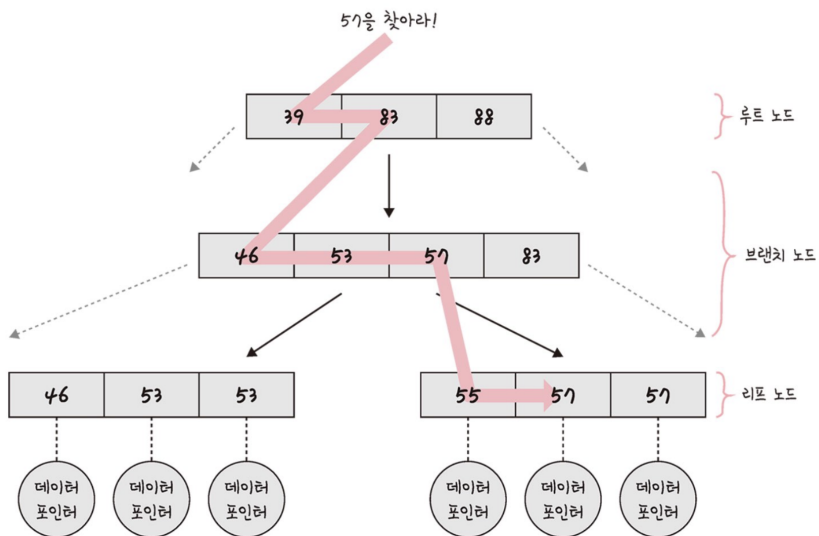 57을 찾아라!
39 83 88
루트 노드
46 53 57 83
브랜치 노드
46 53 53
55 57 57
리프 노드
데이터
포인터
데이터
포인터
데이터
포인터
데이터
포인터
데이터
포인터
데이터
포인터